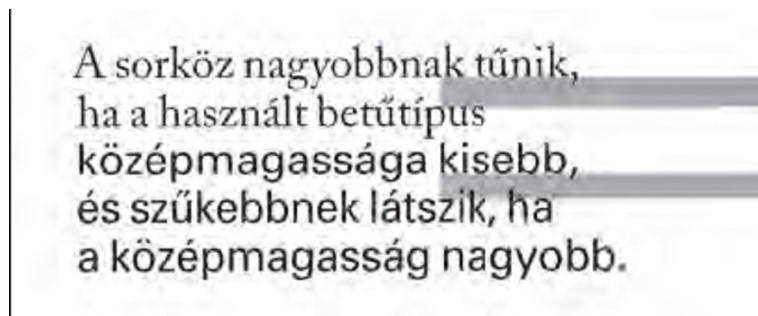 A sorköz nagyobbnak tűnik,
ha a használt betűtípus
középmagassága kisebb,
és szűkebbnek látszik, ha
a középmagasság nagyobb.